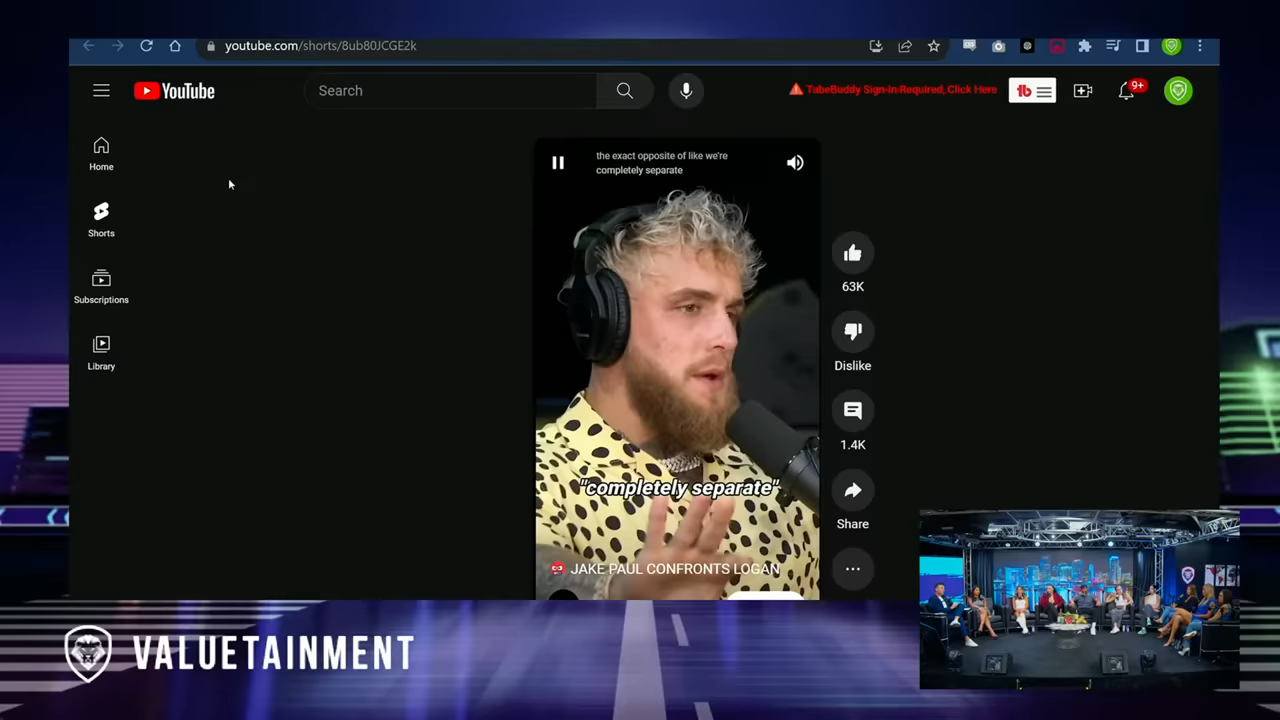 youtube.com/shorts/8ub80JCGE2k
YouTube
Search
TubeBuddy Sign-In Required, Click Here
tb
9+
Home
Shorts
Subscriptions
Library
the exact opposite of like we're
completely separate
63K
Dislike
1.4K
Share
"completely separate"
JAKE PAUL CONFRONTS LOGAN
VALUETAINMENT